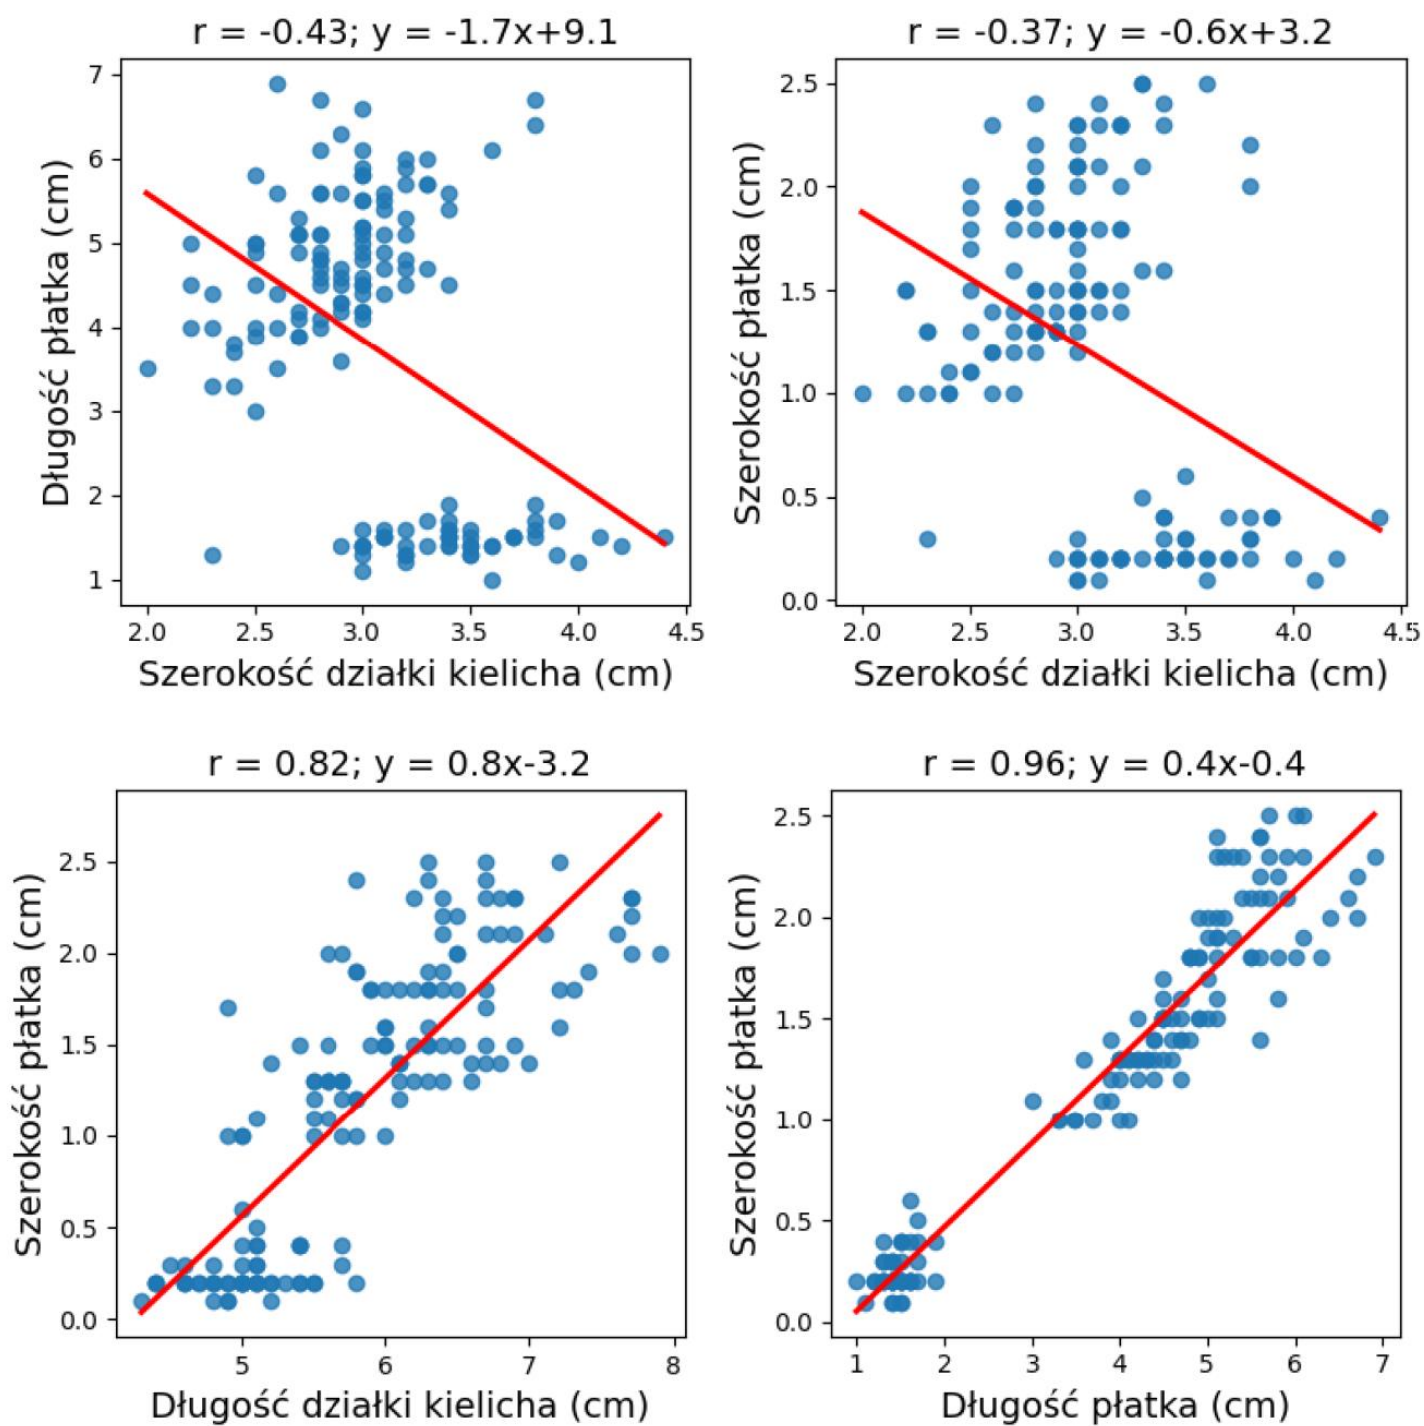 r = -0.43; y = -1.7x+9.1
7
6
5
4
3
2
1
Długość płatka (cm)
2.0 2.5 3.0 3.5 4.0 4.5
Szerokość działki kielicha (cm)
r = -0.37; y = -0.6x+3.2
2.5
2.0
1.5
1.0
0.5
0.0
Szerokość płatka (cm)
2.0 2.5 3.0 3.5 4.0 4.5
Szerokość działki kielicha (cm)
r = 0.82; y = 0.8x-3.2
2.5
2.0
1.5
1.0
0.5
0.0
Szerokość płatka (cm)
5 6 7 8
Długość działki kielicha (cm)
r = 0.96; y = 0.4x-0.4
2.5
2.0
1.5
1.0
0.5
0.0
Szerokość płatka (cm)
1 2 3 4 5 6 7
Długość płatka (cm)